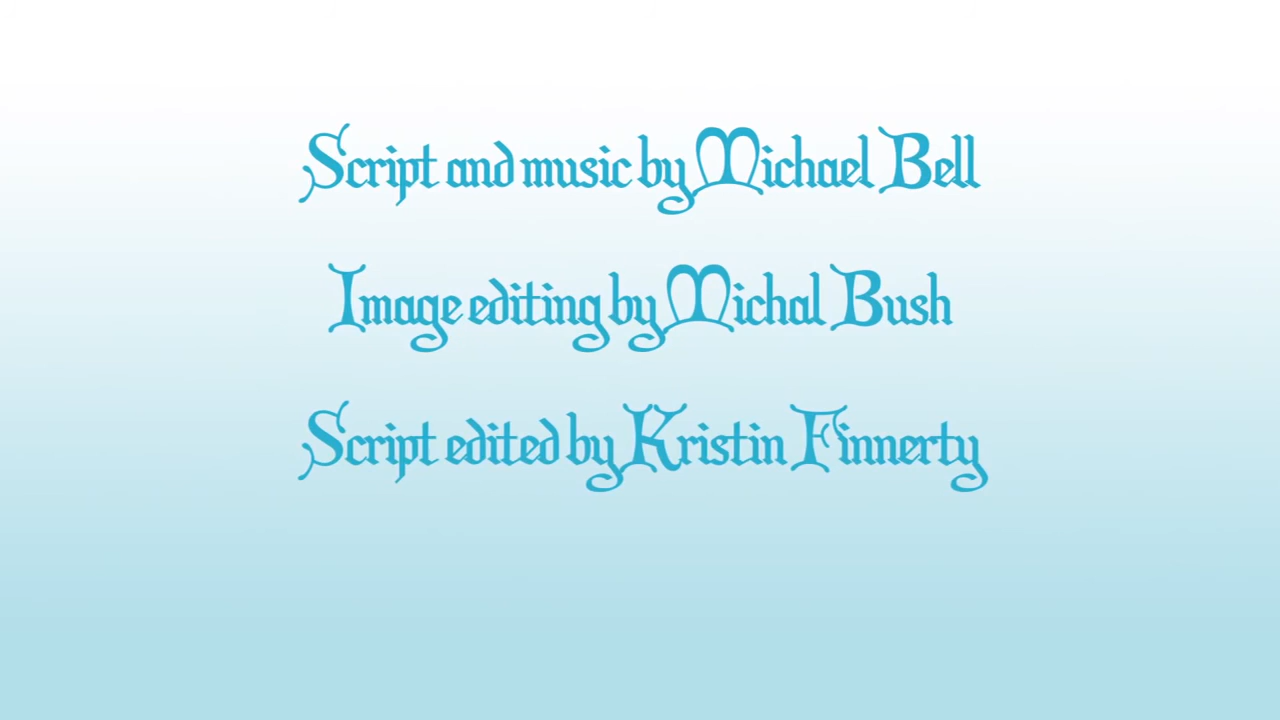 Script and music by Michael Bell
Image editing by Michal Bush
Script edited by Kristin Finnerty